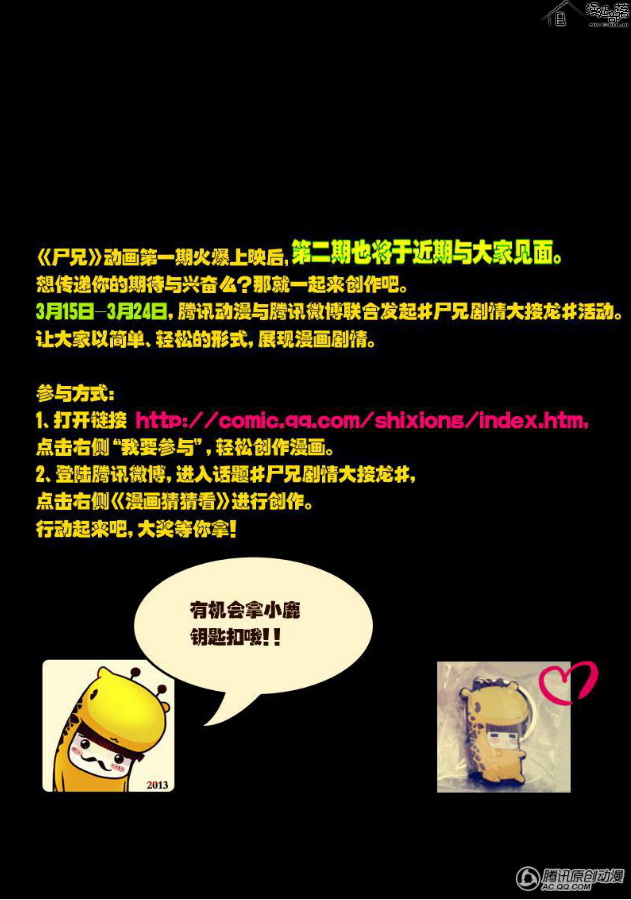 漫画部落
《尸兄》动画第一期火爆上映后,第二期也将于近期与大家见面。
想传递你的期待与兴奋么?那就一起来创作吧。
3月15日—3月24日,腾讯动漫与腾讯微博联合发起#尸兄剧情大接龙#活动。
让大家以简单、轻松的形式,展现漫画剧情。
参与方式:
1、打开链接 http://comic.qq.com/shixiong/index.htm,
点击右侧“我要参与”,轻松创作漫画。
2、登陆腾讯微博,进入话题#尸兄剧情大接龙#,
点击右侧《漫画猜猜看》进行创作。
行动起来吧,大奖等你拿!
有机会拿小鹿
钥匙扣哦!!
2013
腾讯原创动漫
AC.QQ.COM